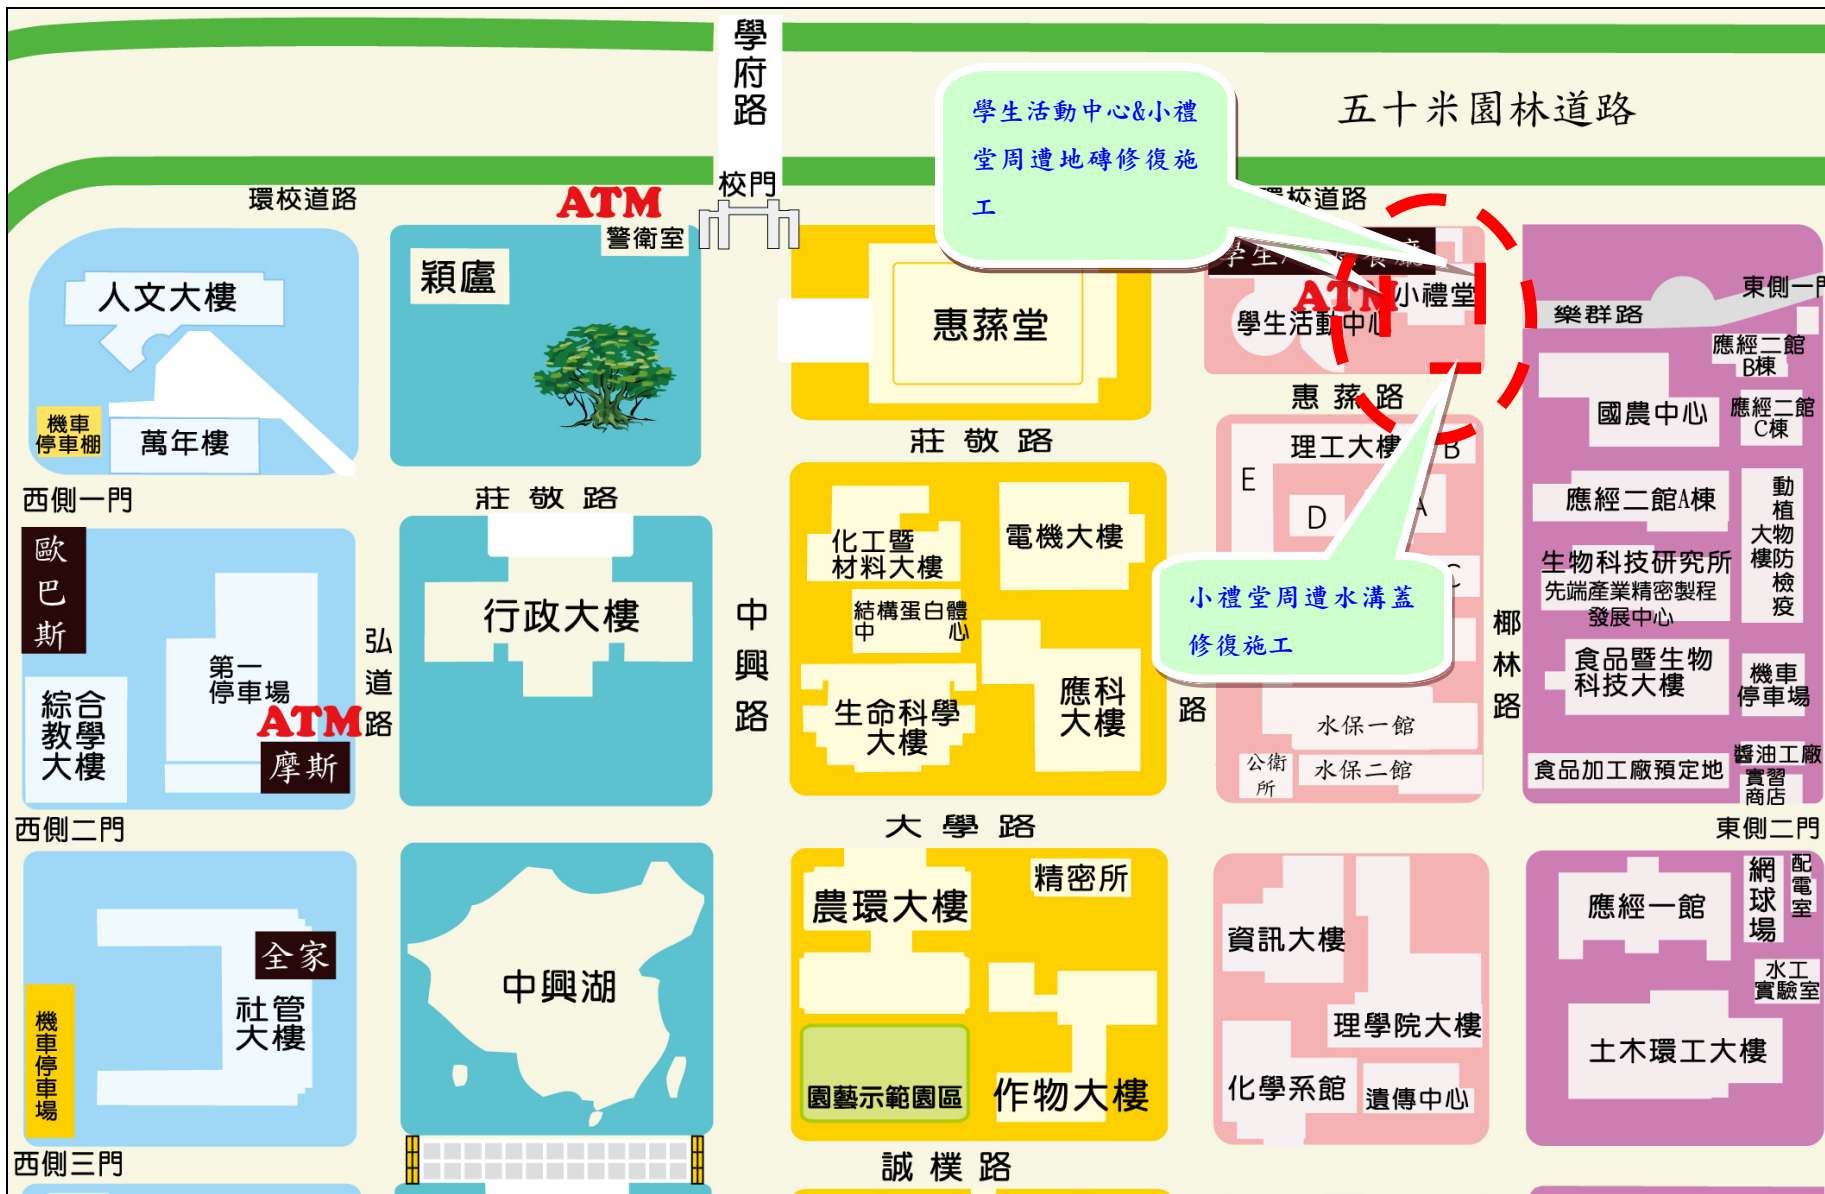 學府路
五十米園林道路
學生活動中心&小禮
堂周遭地磚修復施
工
環校道路
ATM
校門
環校道路
警衛室
人文大樓
機車
停車棚
萬年樓
穎廬
惠蓀堂
ATM
小禮堂
學生活動中心
樂群路
東側一門
應經二館
B棟
國農中心
應經二館
C棟
惠蓀路
莊敬路
理工大樓
B
E
D
A
C
西側一門
莊敬路
化工暨
材料大樓
電機大樓
應經二館A棟
動植物防檢疫
大樓
生物科技研究所
先端產業精密製程
發展中心
歐巴斯
行政大樓
結構蛋白體
中心
小禮堂周遭水溝蓋
修復施工
弘道路
中興路
路
椰林路
第一
停車場
ATM
摩斯
綜合
教學
大樓
生命科學
大樓
應科
大樓
水保一館
公衛
所
水保二館
食品暨生物
科技大樓
機車
停車場
食品加工廠預定地
醬油工廠
實習
商店
西側二門
大學路
東側二門
全家
社管
大樓
機車停車場
中興湖
農環大樓
精密所
園藝示範園區
作物大樓
資訊大樓
理學院大樓
化學系館
遺傳中心
應經一館
網球場
配電室
水工
實驗室
土木環工大樓
西側三門
誠樸路